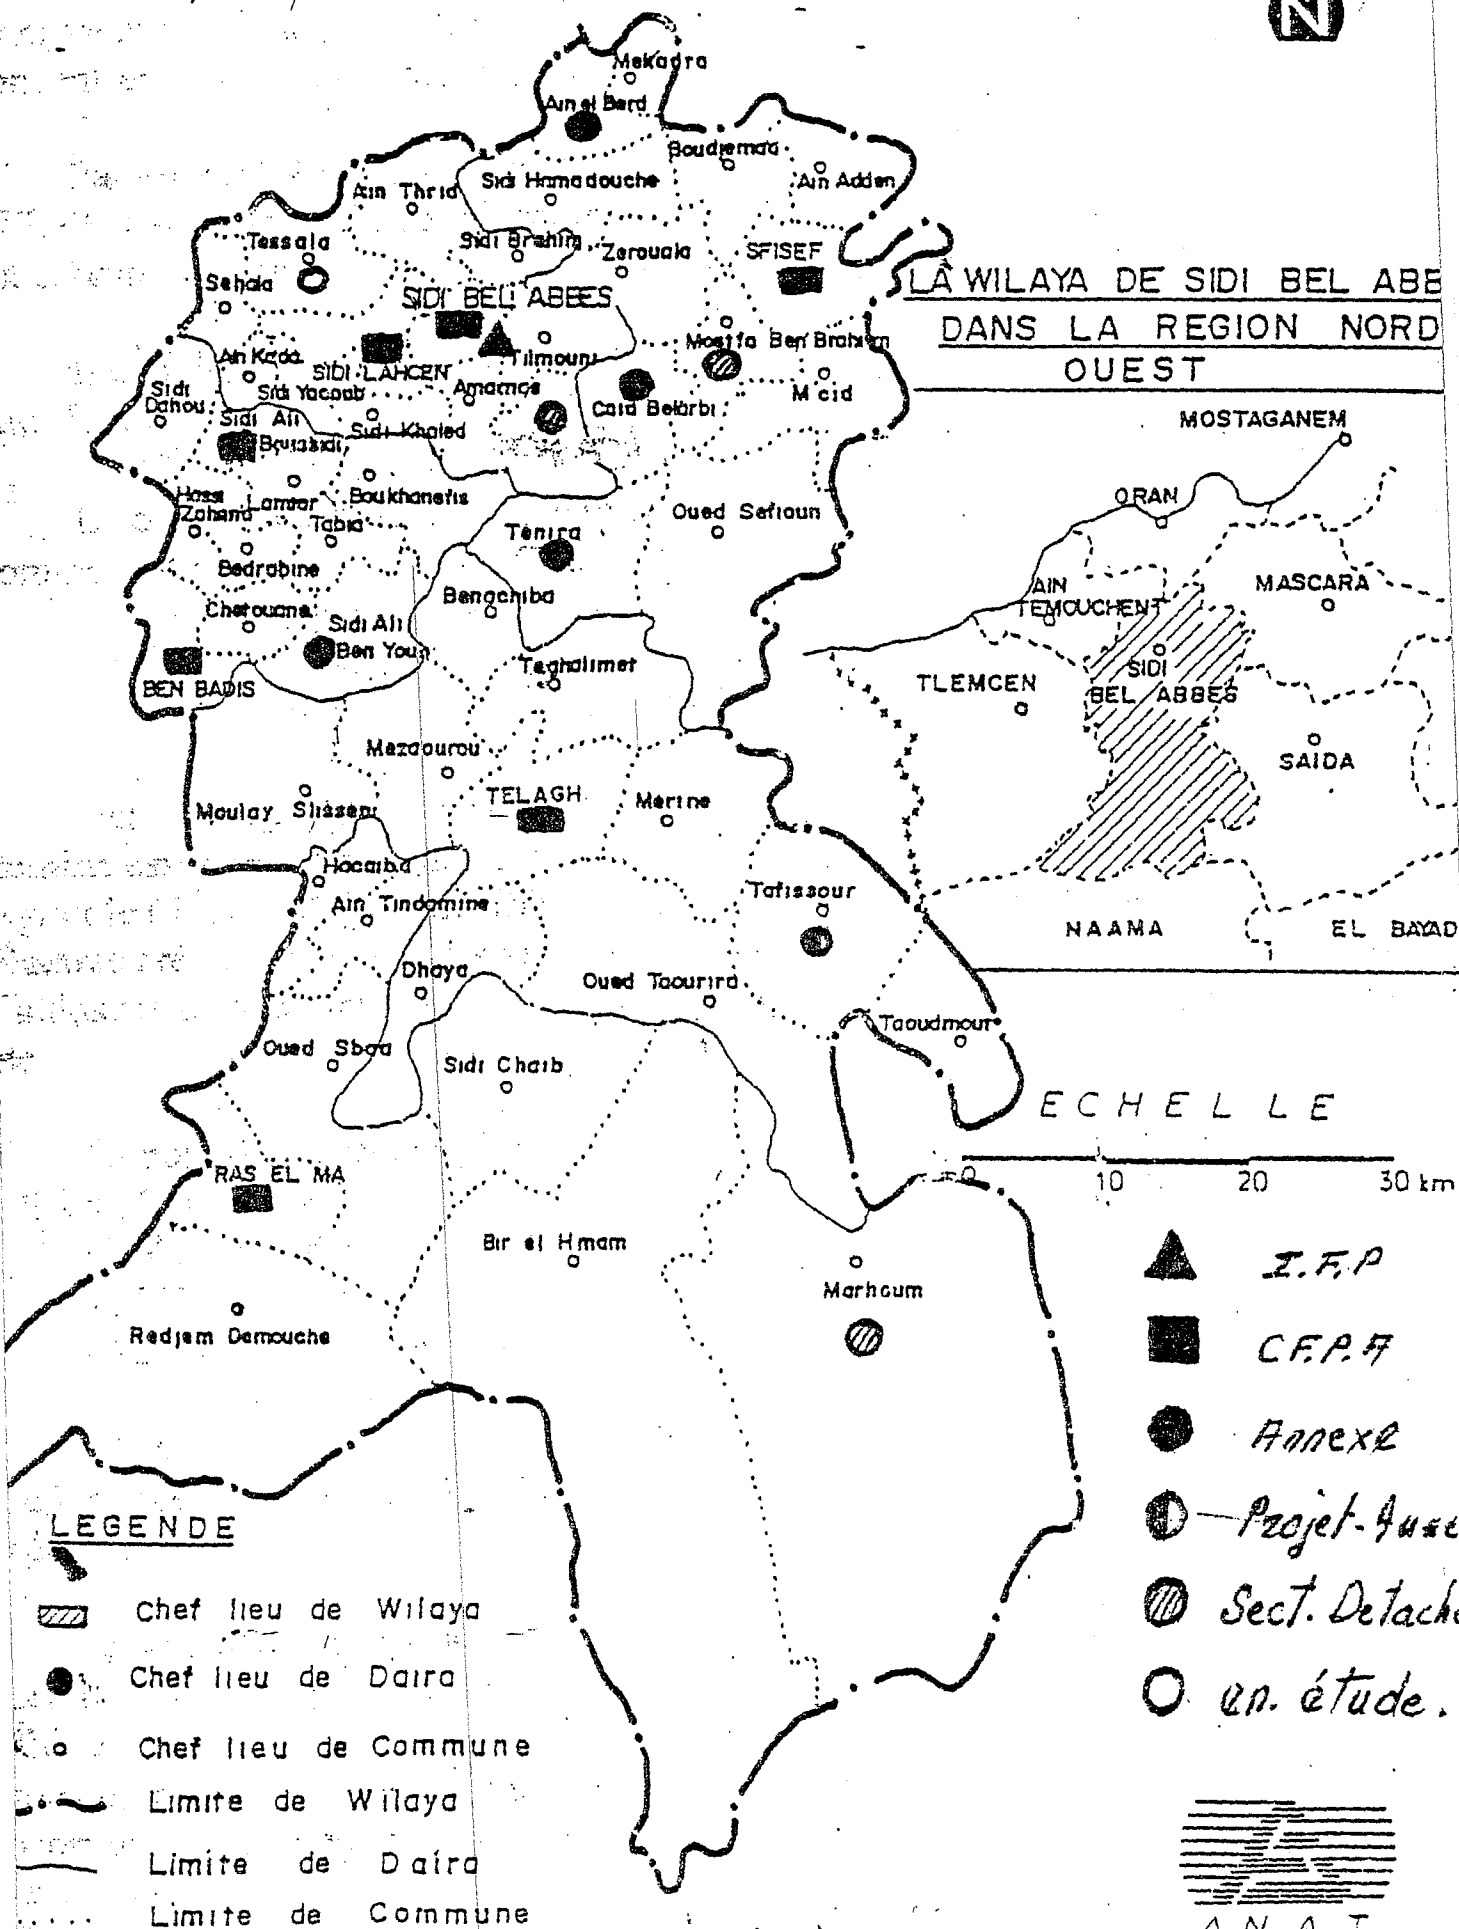 N
Mekadra
Ain el Berd
Boudjemaa
Ain Adden
Ain Thrid
Sidi Hamadouche
Tessala
Sidi Brahim
Zerouala
SFISEF
Sehala
SIDI BEL ABBES
LA WILAYA DE SIDI BEL ABB
DANS LA REGION NORD
OUEST
Ain Kada
SIDI LAHCEN
Tilmouni
Mostfa Ben Brahim
Sidi Yacoub
Amarnas
M cid
Sidi
Dahou
Caid Belarbi
Sidi Ali
Boussidi
Sidi Khaled
MOSTAGANEM
Hassi
Zahana
Lamtar
Boukhanefis
Tabia
Tenira
Oued Sefioun
ORAN
Bedrabine
AIN
TEMOUCHENT
MASCARA
Chetouane
Benachiba
Sidi Ali
Ben Youb
SIDI
BEL ABBES
TLEMCEN
BEN BADIS
Teghalimet
Mezaourou
SAIDA
Moulay Slissen
TELAGH
Merine
Hocaiba
Tafissour
Ain Tindamine
NAAMA
EL BAYAD
Dhaya
Oued Taourira
Taoudmout
Oued Sbaa
Sidi Chaib
ECHELLE
0 10 20 30 km
RAS EL MA
Bir el Hmam
Marhoum
Redjem Demouche
I.F.P
C.F.P.A
Annexe
Projet-
Sect. Detache
en. étude.
LEGENDE
Chef lieu de Wilaya
Chef lieu de Daira
Chef lieu de Commune
Limite de Wilaya
Limite de Daira
Limite de Commune
A N A T